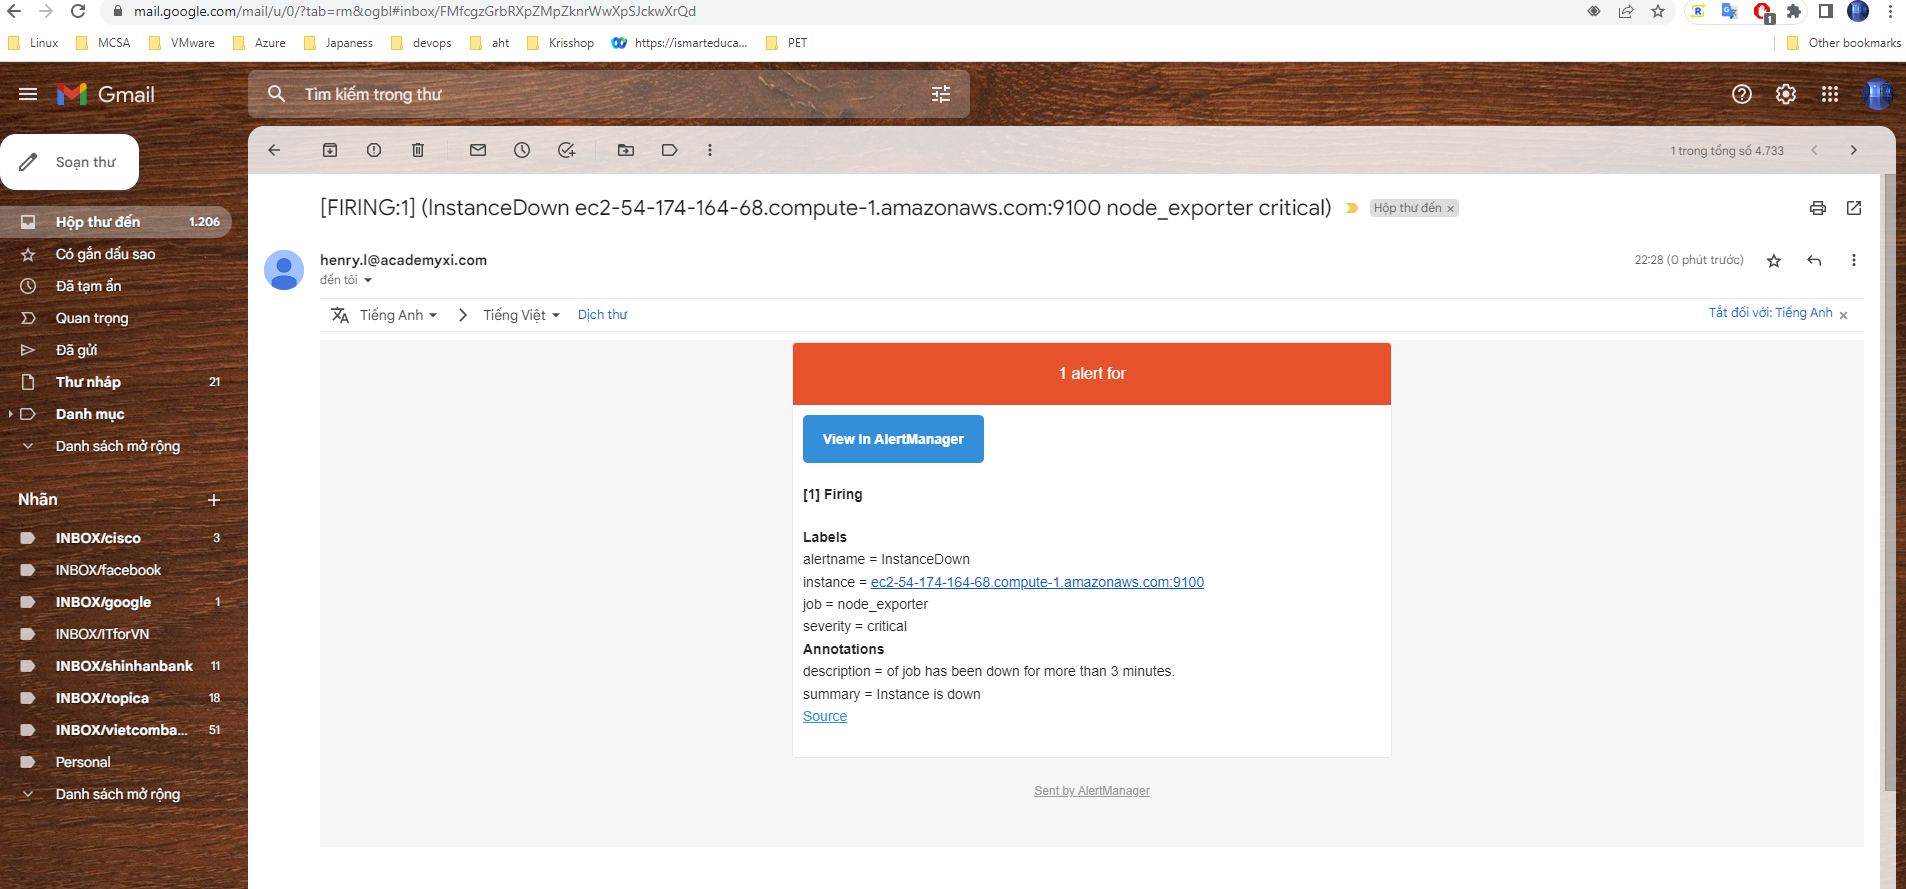 mail.google.com/mail/u/0/?tab=rm&ogbl#inbox/FMfcgzGrbRXpZMpZknrWwXpSJckwXrQd
1
Linux MCSA VMware Azure Japaness devops aht Krisshop https://ismarteduca... PET Other bookmarks
Gmail
Tìm kiếm trong thư
Soạn thư
1 trong tổng số 4.733
Hộp thư đến 1.206
Có gắn dấu sao
Đã tạm ẩn
Quan trọng
Đã gửi
Thư nháp 21
Danh mục
Danh sách mở rộng
Nhãn
INBOX/cisco 3
INBOX/facebook
INBOX/google 1
INBOX/ITforVN
INBOX/shinhanbank 11
INBOX/topica 18
INBOX/vietcomba... 51
Personal
Danh sách mở rộng
[FIRING:1] (InstanceDown ec2-54-174-164-68.compute-1.amazonaws.com:9100 node_exporter critical) Hộp thư đến ×
henry.l@academyxi.com
22:28 (0 phút trước)
đến tôi
Tiếng Anh Tiếng Việt Dịch thư
Tắt đối với: Tiếng Anh ×
1 alert for
View in AlertManager
[1] Firing
Labels
alertname = InstanceDown
instance = ec2-54-174-164-68.compute-1.amazonaws.com:9100
job = node_exporter
severity = critical
Annotations
description = of job has been down for more than 3 minutes.
summary = Instance is down
Source
Sent by AlertManager